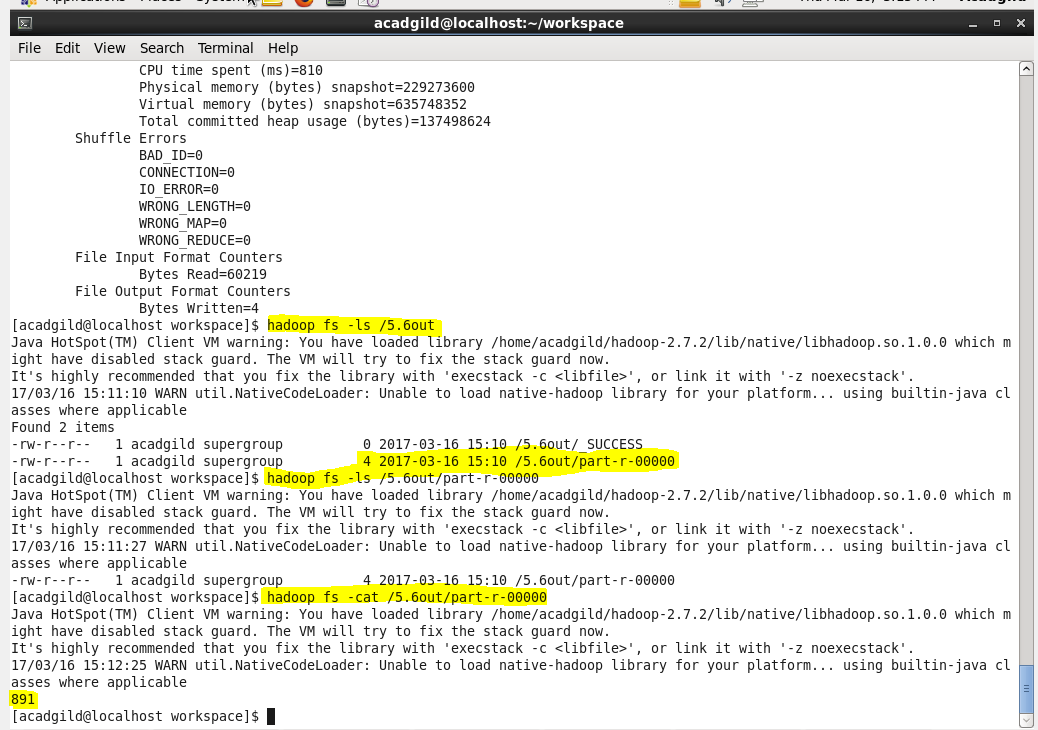 acadgild@localhost:~/workspace
File Edit View Search Terminal Help
CPU time spent (ms)=810
Physical memory (bytes) snapshot=229273600
Virtual memory (bytes) snapshot=635748352
Total committed heap usage (bytes)=137498624
Shuffle Errors
BAD_ID=0
CONNECTION=0
IO_ERROR=0
WRONG_LENGTH=0
WRONG_MAP=0
WRONG_REDUCE=0
File Input Format Counters
Bytes Read=60219
File Output Format Counters
Bytes Written=4
[acadgild@localhost workspace]$ hadoop fs -ls /5.6out
Java HotSpot(TM) Client VM warning: You have loaded library /home/acadgild/hadoop-2.7.2/lib/native/libhadoop.so.1.0.0 which m
ight have disabled stack guard. The VM will try to fix the stack guard now.
It's highly recommended that you fix the library with 'execstack -c <libfile>', or link it with '-z noexecstack'.
17/03/16 15:11:10 WARN util.NativeCodeLoader: Unable to load native-hadoop library for your platform... using builtin-java cl
asses where applicable
Found 2 items
-rw-r--r-- 1 acadgild supergroup 0 2017-03-16 15:10 /5.6out/_SUCCESS
-rw-r--r-- 1 acadgild supergroup 4 2017-03-16 15:10 /5.6out/part-r-00000
[acadgild@localhost workspace]$ hadoop fs -ls /5.6out/part-r-00000
Java HotSpot(TM) Client VM warning: You have loaded library /home/acadgild/hadoop-2.7.2/lib/native/libhadoop.so.1.0.0 which m
ight have disabled stack guard. The VM will try to fix the stack guard now.
It's highly recommended that you fix the library with 'execstack -c <libfile>', or link it with '-z noexecstack'.
17/03/16 15:11:27 WARN util.NativeCodeLoader: Unable to load native-hadoop library for your platform... using builtin-java cl
asses where applicable
-rw-r--r-- 1 acadgild supergroup 4 2017-03-16 15:10 /5.6out/part-r-00000
[acadgild@localhost workspace]$ hadoop fs -cat /5.6out/part-r-00000
Java HotSpot(TM) Client VM warning: You have loaded library /home/acadgild/hadoop-2.7.2/lib/native/libhadoop.so.1.0.0 which m
ight have disabled stack guard. The VM will try to fix the stack guard now.
It's highly recommended that you fix the library with 'execstack -c <libfile>', or link it with '-z noexecstack'.
17/03/16 15:12:25 WARN util.NativeCodeLoader: Unable to load native-hadoop library for your platform... using builtin-java cl
asses where applicable
891
[acadgild@localhost workspace]$